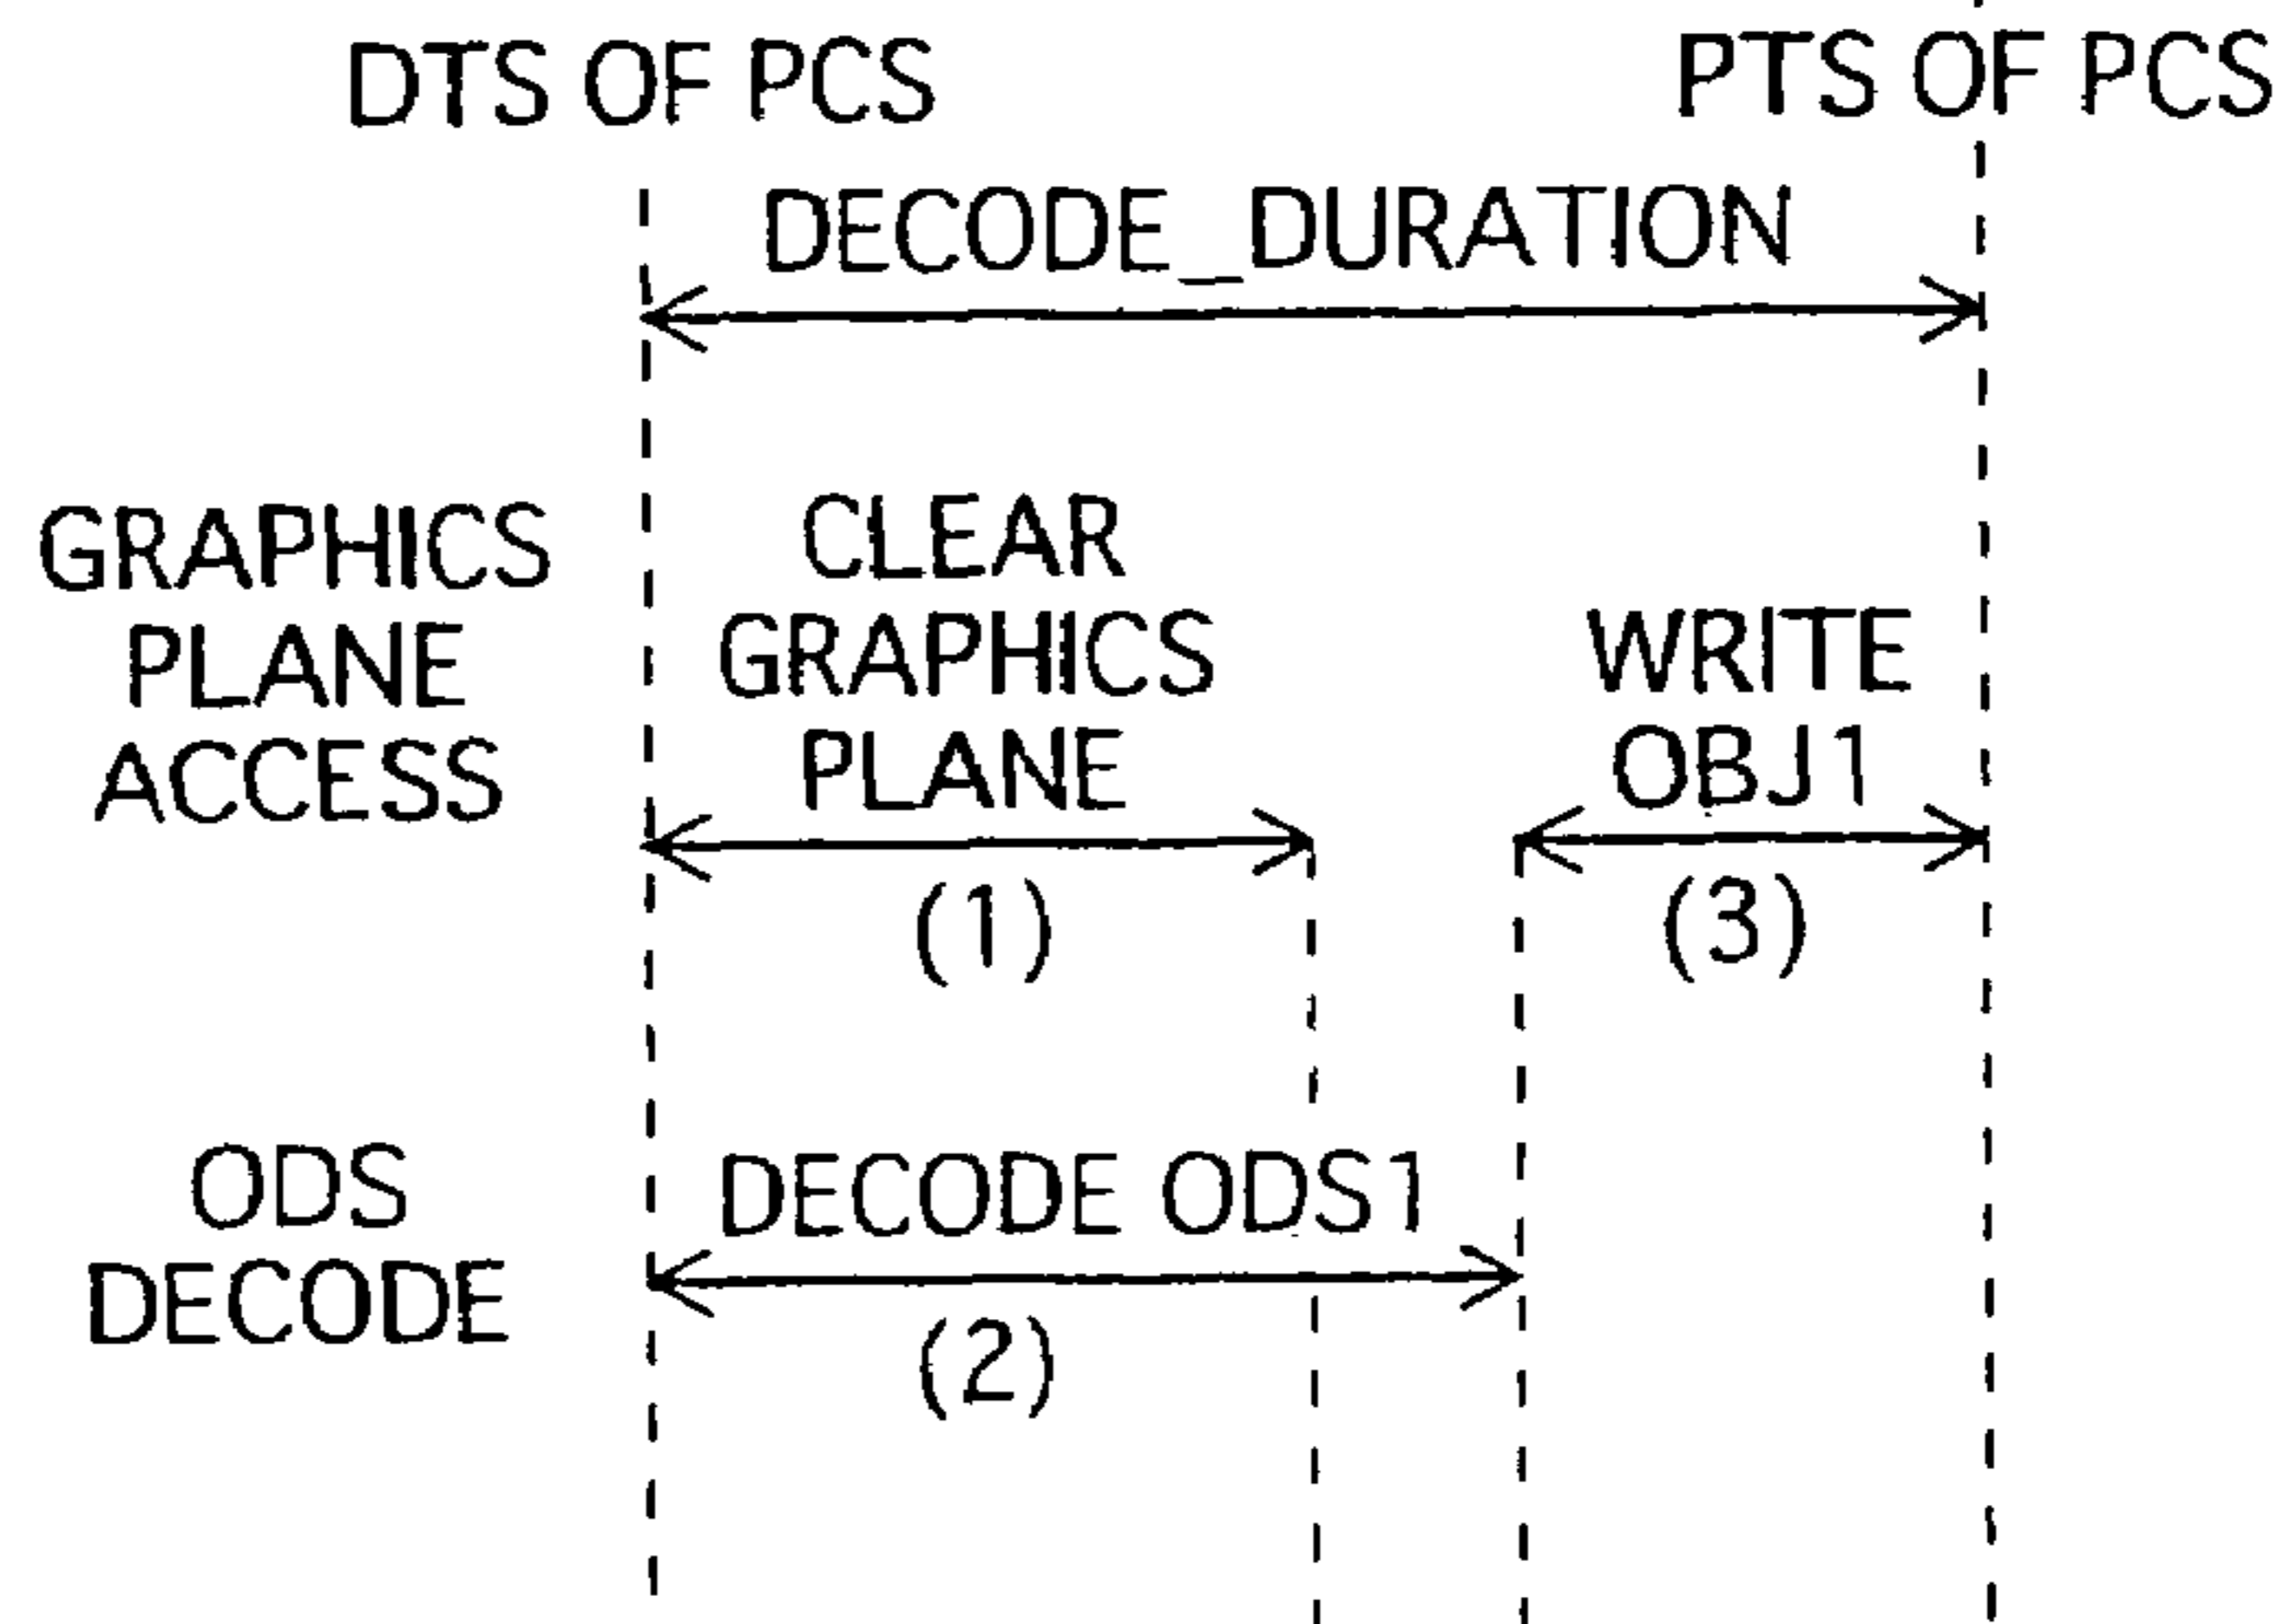 DTS OF PCS
PTS OF PCS
DECODE_DURATION
GRAPHICS
PLANE
ACCESS
CLEAR
GRAPHICS
PLANE
(1)
WRITE
OBJ1
(3)
ODS
DECODE
DECODE ODS1
(2)